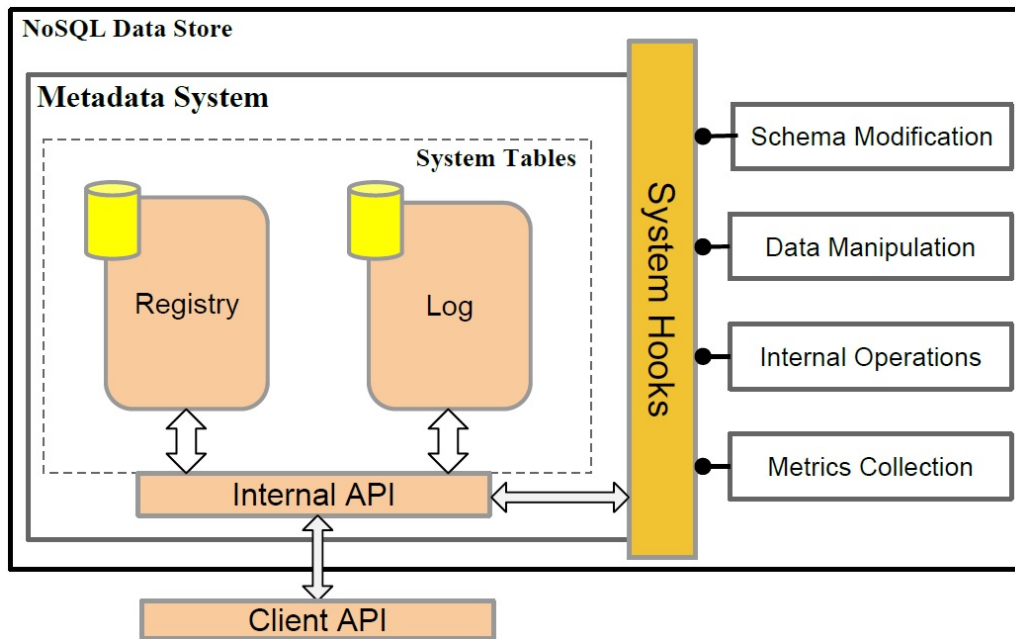 NoSQL Data Store
Metadata System
System Tables
Registry
Log
Internal API
Client API
System Hooks
Schema Modification
Data Manipulation
Internal Operations
Metrics Collection